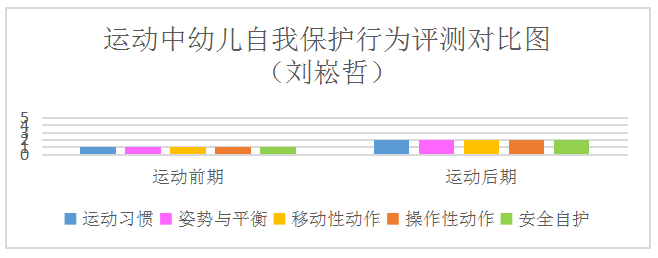 运动中幼儿自我保护行为评测对比图
（刘崧哲）
5
4
3
2
1
0
运动前期
运动后期
运动习惯 姿势与平衡 移动性动作 操作性动作 安全自护